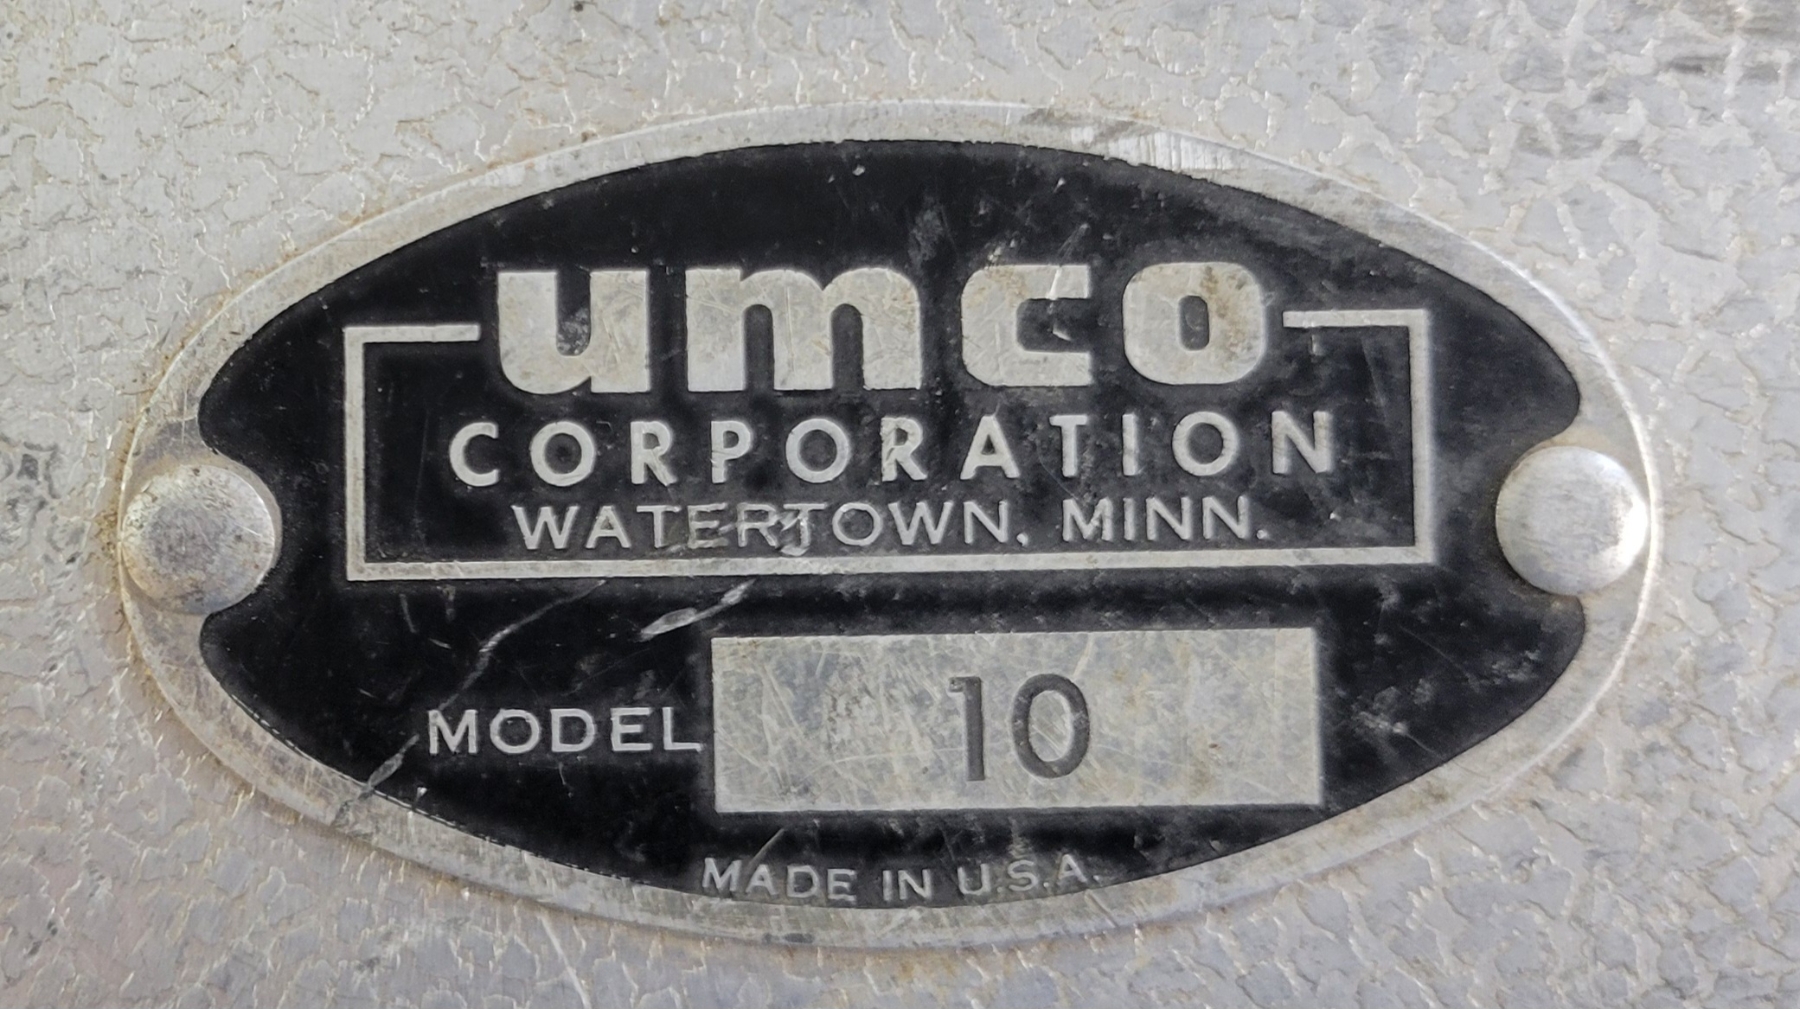 umco
CORPORATION
WATERTOWN, MINN.
MODEL 10
MADE IN U.S.A.